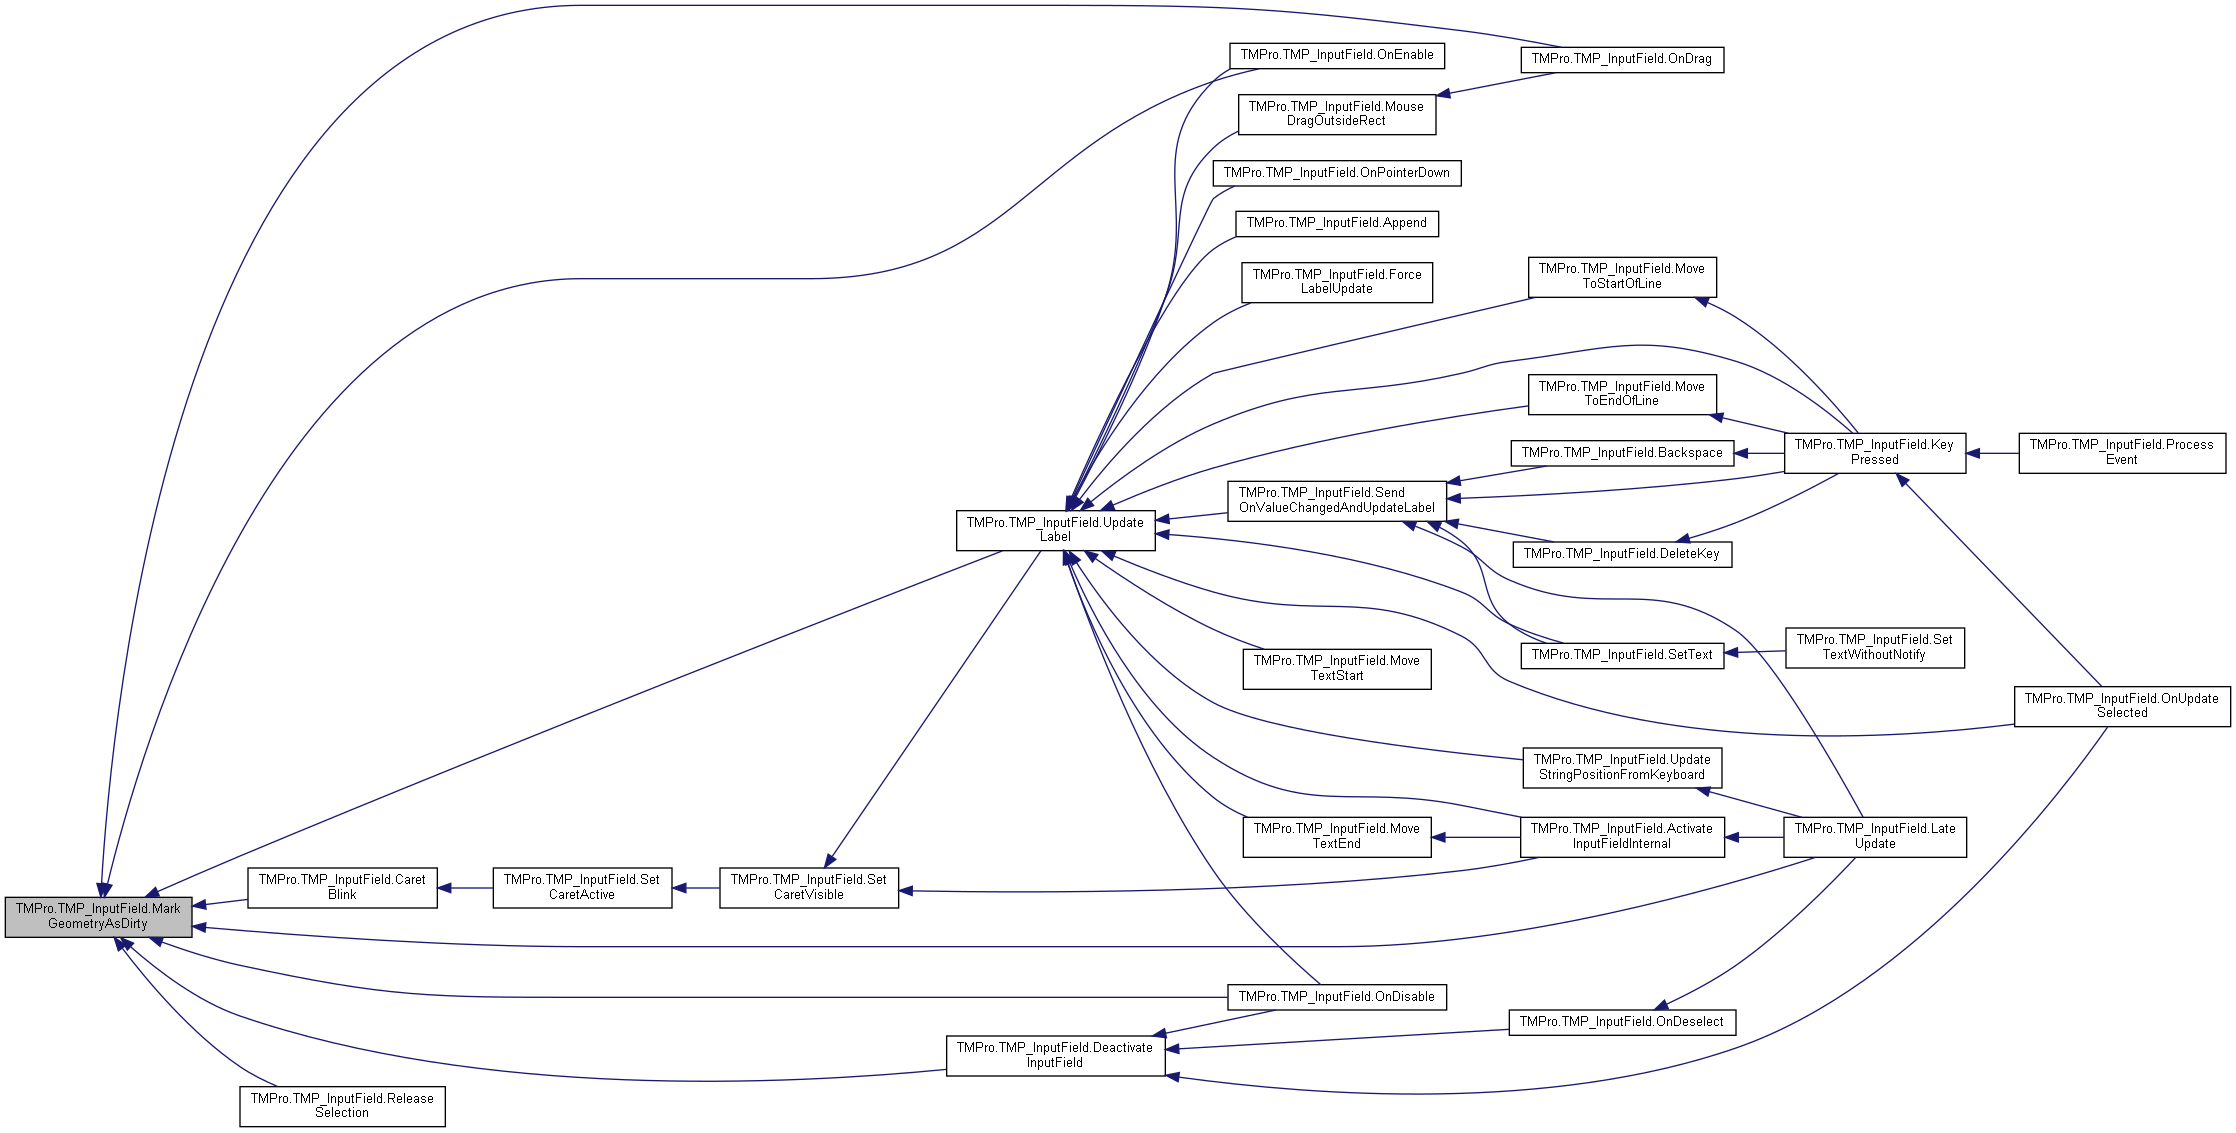 TMPro.TMP_InputField.OnEnable
TMPro.TMP_InputField.OnDrag
TMPro.TMP_InputField.Mouse
DragOutsideRect
TMPro.TMP_InputField.OnPointerDown
TMPro.TMP_InputField.Append
TMPro.TMP_InputField.Force
LabelUpdate
TMPro.TMP_InputField.Move
ToStartOfLine
TMPro.TMP_InputField.Move
ToEndOfLine
TMPro.TMP_InputField.Key
Pressed
TMPro.TMP_InputField.Process
Event
TMPro.TMP_InputField.Backspace
TMPro.TMP_InputField.Send
OnValueChangedAndUpdateLabel
TMPro.TMP_InputField.Update
Label
TMPro.TMP_InputField.DeleteKey
TMPro.TMP_InputField.Set
TextWithoutNotify
TMPro.TMP_InputField.SetText
TMPro.TMP_InputField.Move
TextStart
TMPro.TMP_InputField.OnUpdate
Selected
TMPro.TMP_InputField.Update
StringPositionFromKeyboard
TMPro.TMP_InputField.Move
TextEnd
TMPro.TMP_InputField.Activate
InputFieldInternal
TMPro.TMP_InputField.Late
Update
TMPro.TMP_InputField.Caret
Blink
TMPro.TMP_InputField.Set
CaretActive
TMPro.TMP_InputField.Set
CaretVisible
TMPro.TMP_InputField.Mark
GeometryAsDirty
TMPro.TMP_InputField.OnDisable
TMPro.TMP_InputField.OnDeselect
TMPro.TMP_InputField.Deactivate
InputField
TMPro.TMP_InputField.Release
Selection